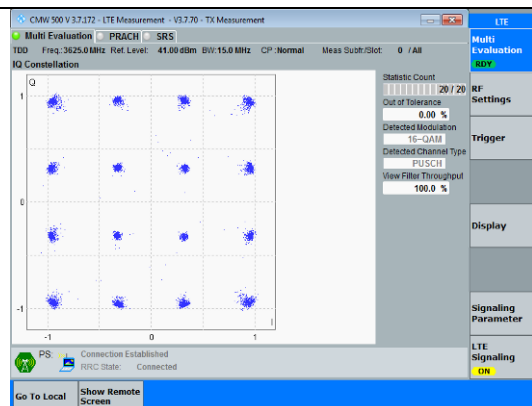 CMW 500 V 3.7.172 - LTE Measurement - V3.7.70 - TX Measurement
LTE
Multi Evaluation PRACH SRS
TDD Freq.: 3625.0 MHz Ref. Level: 41.00 dBm BW: 15.0 MHz CP : Normal Meas Subfr./Slot: 0 / All
IQ Constellation
Multi
Evaluation
RDY
RF
Settings
Trigger
Display
Signaling
Parameter
LTE
Signaling
ON
Statistic Count
20 / 20
Out of Tolerance
0.00 %
Detected Modulation
16-QAM
Detected Channel Type
PUSCH
View Filter Throughput
100.0 %
Q
1
0
-1
I
-1 0 1
PS: Connection Established
RRC State: Connected
Go To Local
Show Remote
Screen